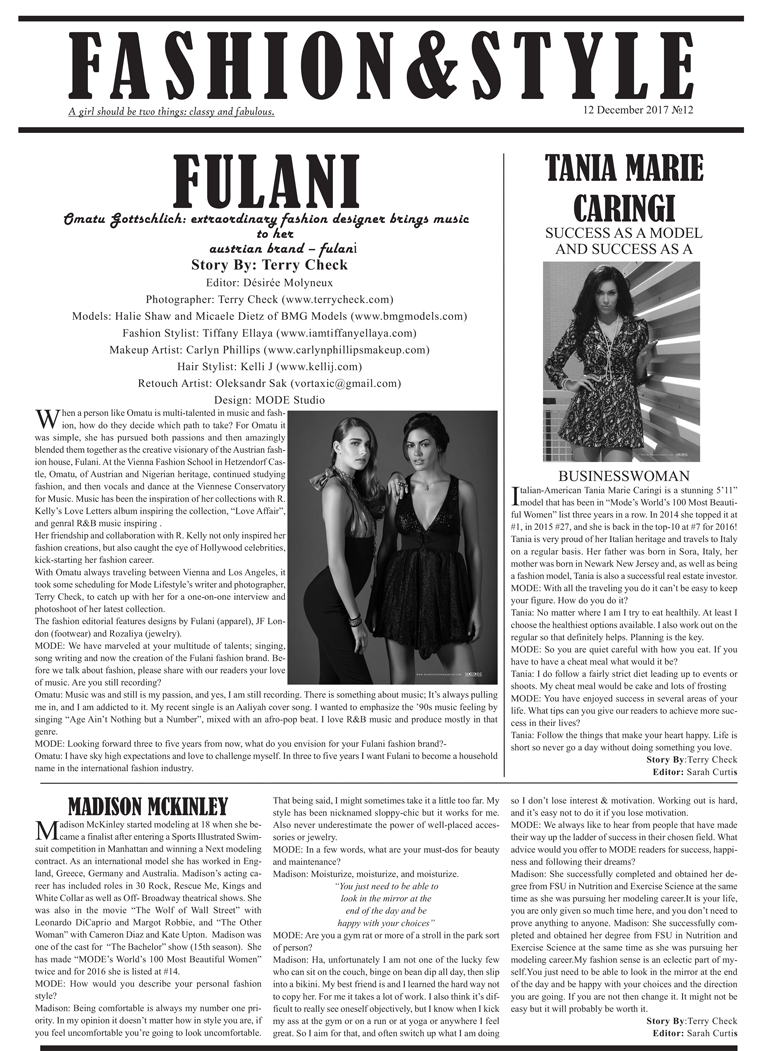 FASHION&STYLE
A girl should be two things: classy and fabulous.
12 December 2017 №12
FULANI
Omatu Gottschlich: extraordinary fashion designer brings music
to her
austrian brand – fulani
Story By: Terry Check
Editor: Désirée Molyneux
Photographer: Terry Check (www.terrycheck.com)
Models: Halie Shaw and Micaele Dietz of BMG Models (www.bmgmodels.com)
Fashion Stylist: Tiffany Ellaya (www.iamtiffanyellaya.com)
Makeup Artist: Carlyn Phillips (www.carlynphillipsmakeup.com)
Hair Stylist: Kelli J (www.kellij.com)
Retouch Artist: Oleksandr Sak (vortaxic@gmail.com)
Design: MODE Studio
When a person like Omatu is multi-talented in music and fash-
ion, how do they decide which path to take? For Omatu it
was simple, she has pursued both passions and then amazingly
blended them together as the creative visionary of the Austrian fash-
ion house, Fulani. At the Vienna Fashion School in Hetzendorf Cas-
tle, Omatu, of Austrian and Nigerian heritage, continued studying
fashion, and then vocals and dance at the Viennese Conservatory
for Music. Music has been the inspiration of her collections with R.
Kelly’s Love Letters album inspiring the collection, “Love Affair”,
and genral R&B music inspiring .
Her friendship and collaboration with R. Kelly not only inspired her
fashion creations, but also caught the eye of Hollywood celebrities,
kick-starting her fashion career.
With Omatu always traveling between Vienna and Los Angeles, it
took some scheduling for Mode Lifestyle’s writer and photographer,
Terry Check, to catch up with her for a one-on-one interview and
photoshoot of her latest collection.
The fashion editorial features designs by Fulani (apparel), JF Lon-
don (footwear) and Rozaliya (jewelry).
MODE: We have marveled at your multitude of talents; singing,
song writing and now the creation of the Fulani fashion brand. Be-
fore we talk about fashion, please share with our readers your love
of music. Are you still recording?
Omatu: Music was and still is my passion, and yes, I am still recording. There is something about music; It’s always pulling
me in, and I am addicted to it. My recent single is an Aaliyah cover song. I wanted to emphasize the ’90s music feeling by
singing “Age Ain’t Nothing but a Number”, mixed with an afro-pop beat. I love R&B music and produce mostly in that
genre.
MODE: Looking forward three to five years from now, what do you envision for your Fulani fashion brand?-
Omatu: I have sky high expectations and love to challenge myself. In three to five years I want Fulani to become a household
name in the international fashion industry.
TANIA MARIE
CARINGI
SUCCESS AS A MODEL
AND SUCCESS AS A
BUSINESSWOMAN
Italian-American Tania Marie Caringi is a stunning 5’11”
model that has been in “Mode’s World’s 100 Most Beauti-
ful Women” list three years in a row. In 2014 she topped it at
#1, in 2015 #27, and she is back in the top-10 at #7 for 2016!
Tania is very proud of her Italian heritage and travels to Italy
on a regular basis. Her father was born in Sora, Italy, her
mother was born in Newark New Jersey and, as well as being
a fashion model, Tania is also a successful real estate investor.
MODE: With all the traveling you do it can’t be easy to keep
your figure. How do you do it?
Tania: No matter where I am I try to eat healthily. At least I
choose the healthiest options available. I also work out on the
regular so that definitely helps. Planning is the key.
MODE: So you are quiet careful with how you eat. If you
have to have a cheat meal what would it be?
Tania: I do follow a fairly strict diet leading up to events or
shoots. My cheat meal would be cake and lots of frosting
MODE: You have enjoyed success in several areas of your
life. What tips can you give our readers to achieve more suc-
cess in their lives?
Tania: Follow the things that make your heart happy. Life is
short so never go a day without doing something you love.
Story By:Terry Check
Editor: Sarah Curtis
MADISON MCKINLEY
Madison McKinley started modeling at 18 when she be-
came a finalist after entering a Sports Illustrated Swim-
suit competition in Manhattan and winning a Next modeling
contract. As an international model she has worked in Eng-
land, Greece, Germany and Australia. Madison’s acting ca-
reer has included roles in 30 Rock, Rescue Me, Kings and
White Collar as well as Off- Broadway theatrical shows. She
was also in the movie “The Wolf of Wall Street” with
Leonardo DiCaprio and Margot Robbie, and “The Other
Woman” with Cameron Diaz and Kate Upton. Madison was
one of the cast for “The Bachelor” show (15th season). She
has made “MODE’s World’s 100 Most Beautiful Women”
twice and for 2016 she is listed at #14.
MODE: How would you describe your personal fashion
style?
Madison: Being comfortable is always my number one pri-
ority. In my opinion it doesn’t matter how in style you are, if
you feel uncomfortable you’re going to look uncomfortable.
That being said, I might sometimes take it a little too far. My
style has been nicknamed sloppy-chic but it works for me.
Also never underestimate the power of well-placed acces-
sories or jewelry.
MODE: In a few words, what are your must-dos for beauty
and maintenance?
Madison: Moisturize, moisturize, and moisturize.
“You just need to be able to
look in the mirror at the
end of the day and be
happy with your choices”
MODE: Are you a gym rat or more of a stroll in the park sort
of person?
Madison: Ha, unfortunately I am not one of the lucky few
who can sit on the couch, binge on bean dip all day, then slip
into a bikini. My best friend is and I learned the hard way not
to copy her. For me it takes a lot of work. I also think it’s dif-
ficult to really see oneself objectively, but I know when I kick
my ass at the gym or on a run or at yoga or anywhere I feel
great. So I aim for that, and often switch up what I am doing
so I don’t lose interest & motivation. Working out is hard,
and it’s easy not to do it if you lose motivation.
MODE: We always like to hear from people that have made
their way up the ladder of success in their chosen field. What
advice would you offer to MODE readers for success, happi-
ness and following their dreams?
Madison: She successfully completed and obtained her de-
gree from FSU in Nutrition and Exercise Science at the same
time as she was pursuing her modeling career.It is your life,
you are only given so much time here, and you don’t need to
prove anything to anyone. Madison: She successfully com-
pleted and obtained her degree from FSU in Nutrition and
Exercise Science at the same time as she was pursuing her
modeling career.My fashion sense is an eclectic part of my-
self.You just need to be able to look in the mirror at the end
of the day and be happy with your choices and the direction
you are going. If you are not then change it. It might not be
easy but it will probably be worth it.
Story By:Terry Check
Editor: Sarah Curtis